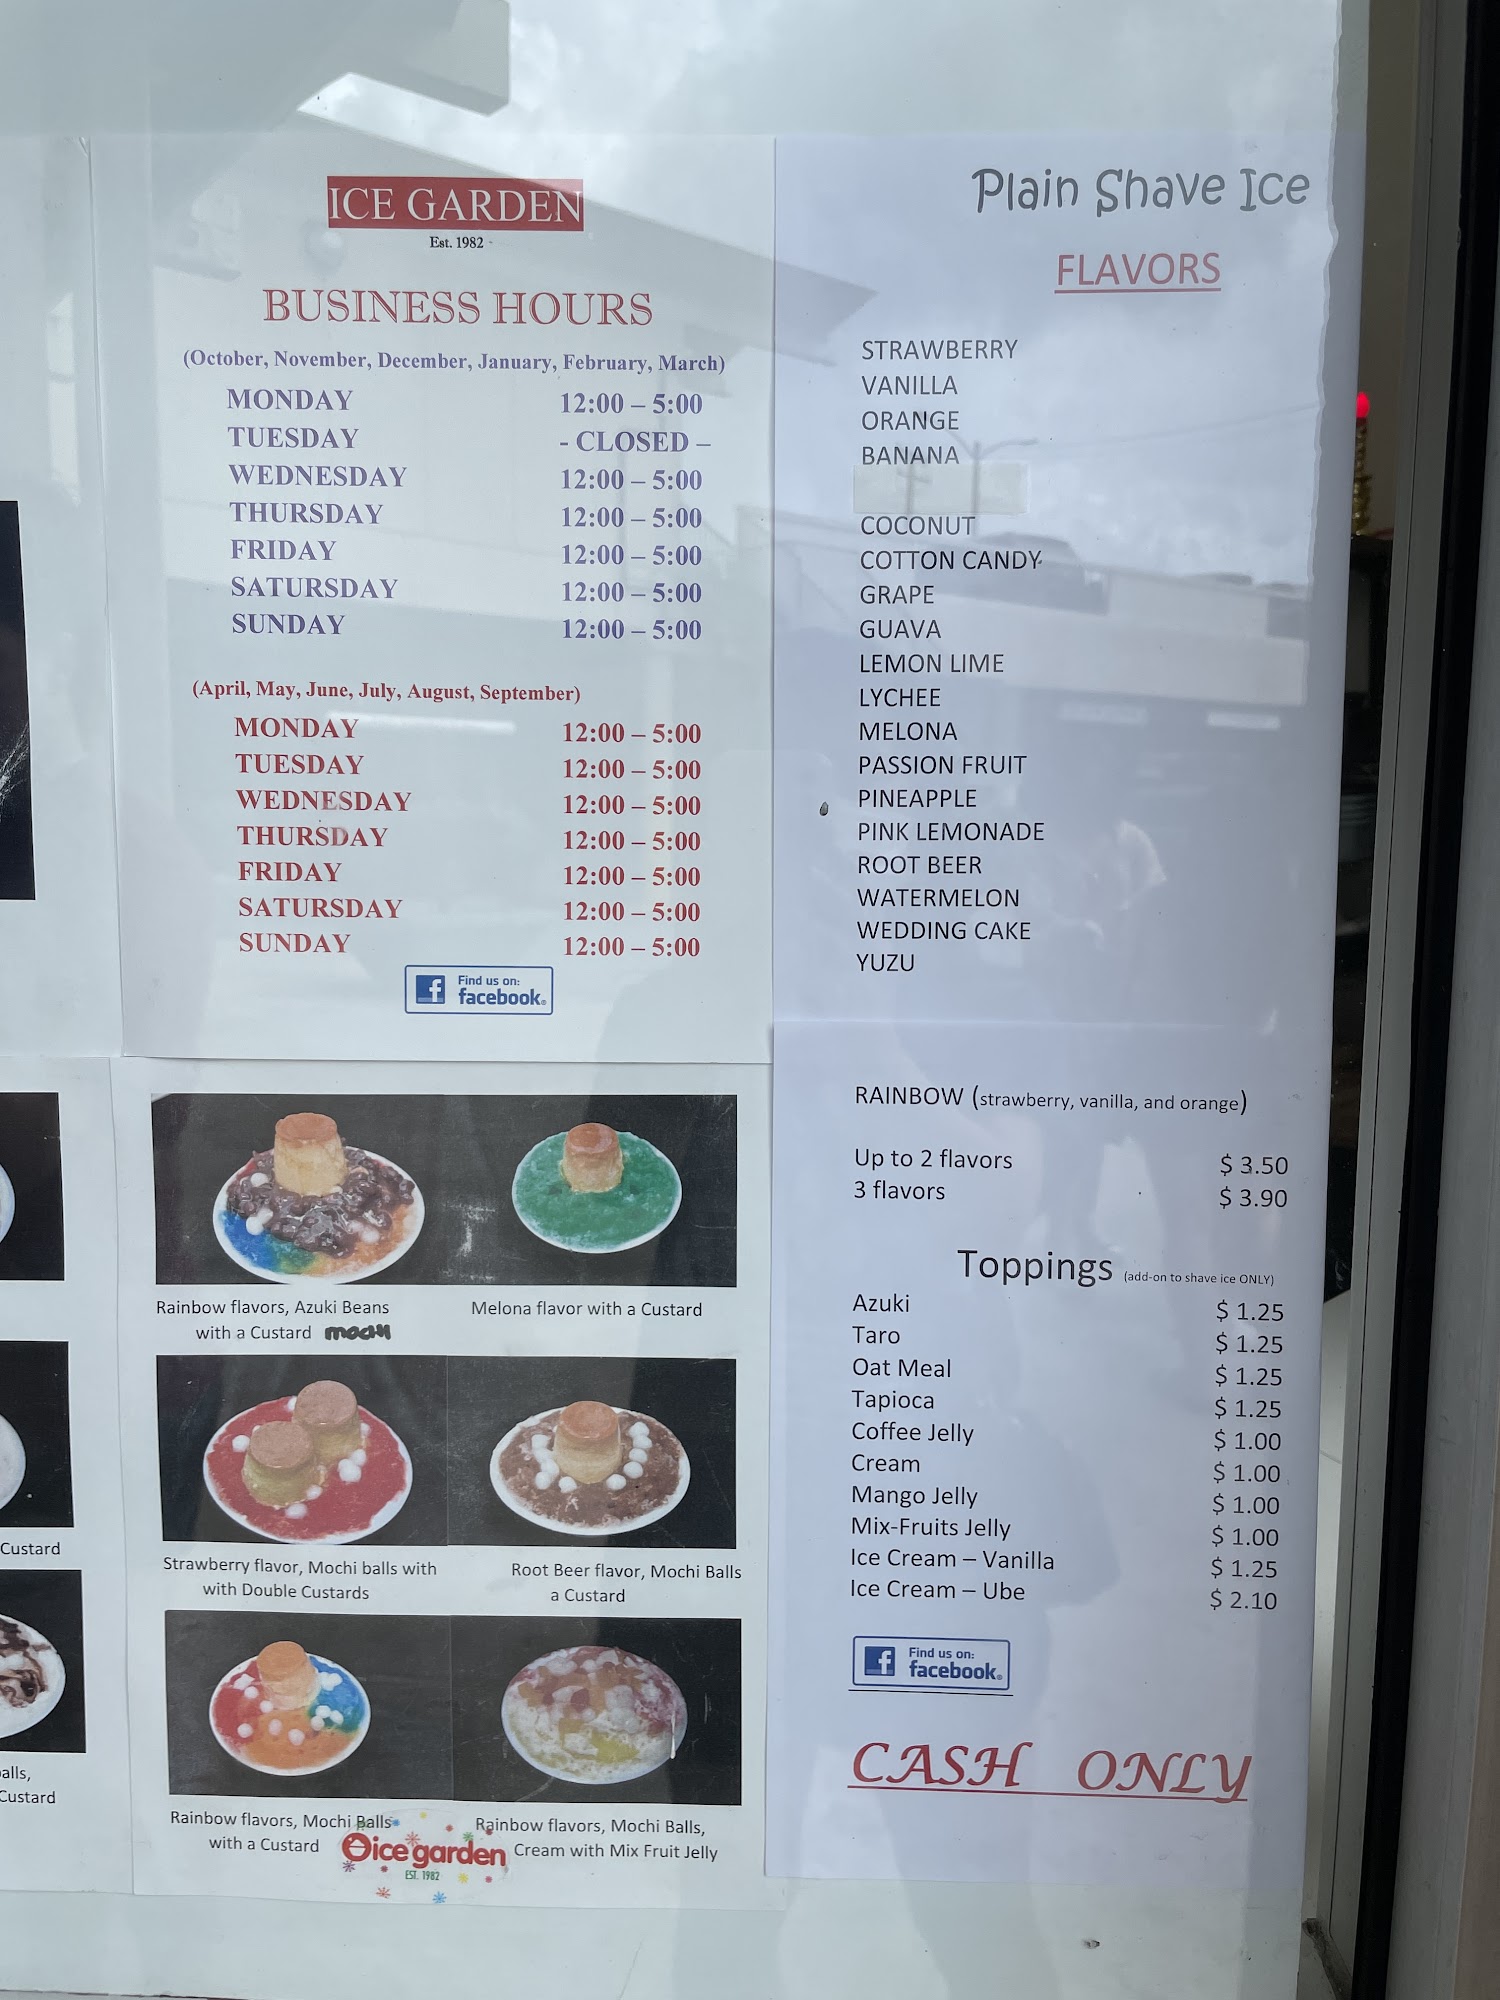 ICE GARDEN
Est. 1982
BUSINESS HOURS
(October, November, December, January, February, March)
MONDAY 12:00 – 5:00
TUESDAY - CLOSED –
WEDNESDAY 12:00 – 5:00
THURSDAY 12:00 – 5:00
FRIDAY 12:00 – 5:00
SATURSDAY 12:00 – 5:00
SUNDAY 12:00 – 5:00
(April, May, June, July, August, September)
MONDAY 12:00 – 5:00
TUESDAY 12:00 – 5:00
WEDNESDAY 12:00 – 5:00
THURSDAY 12:00 – 5:00
FRIDAY 12:00 – 5:00
SATURSDAY 12:00 – 5:00
SUNDAY 12:00 – 5:00
Find us on:
facebook®
Custard
alls,
Custard
Rainbow flavors, Azuki Beans
with a Custard MOCHI
Melona flavor with a Custard
Strawberry flavor, Mochi balls with
with Double Custards
Root Beer flavor, Mochi Balls
a Custard
Rainbow flavors, Mochi Balls
with a Custard
Rainbow flavors, Mochi Balls,
Cream with Mix Fruit Jelly
ice garden
EST. 1982
Plain Shave Ice
FLAVORS
STRAWBERRY
VANILLA
ORANGE
BANANA
COCONUT
COTTON CANDY
GRAPE
GUAVA
LEMON LIME
LYCHEE
MELONA
PASSION FRUIT
PINEAPPLE
PINK LEMONADE
ROOT BEER
WATERMELON
WEDDING CAKE
YUZU
RAINBOW (strawberry, vanilla, and orange)
Up to 2 flavors $ 3.50
3 flavors $ 3.90
Toppings (add-on to shave ice ONLY)
Azuki $ 1.25
Taro $ 1.25
Oat Meal $ 1.25
Tapioca $ 1.25
Coffee Jelly $ 1.00
Cream $ 1.00
Mango Jelly $ 1.00
Mix-Fruits Jelly $ 1.00
Ice Cream – Vanilla $ 1.25
Ice Cream – Ube $ 2.10
Find us on:
facebook®
CASH ONLY